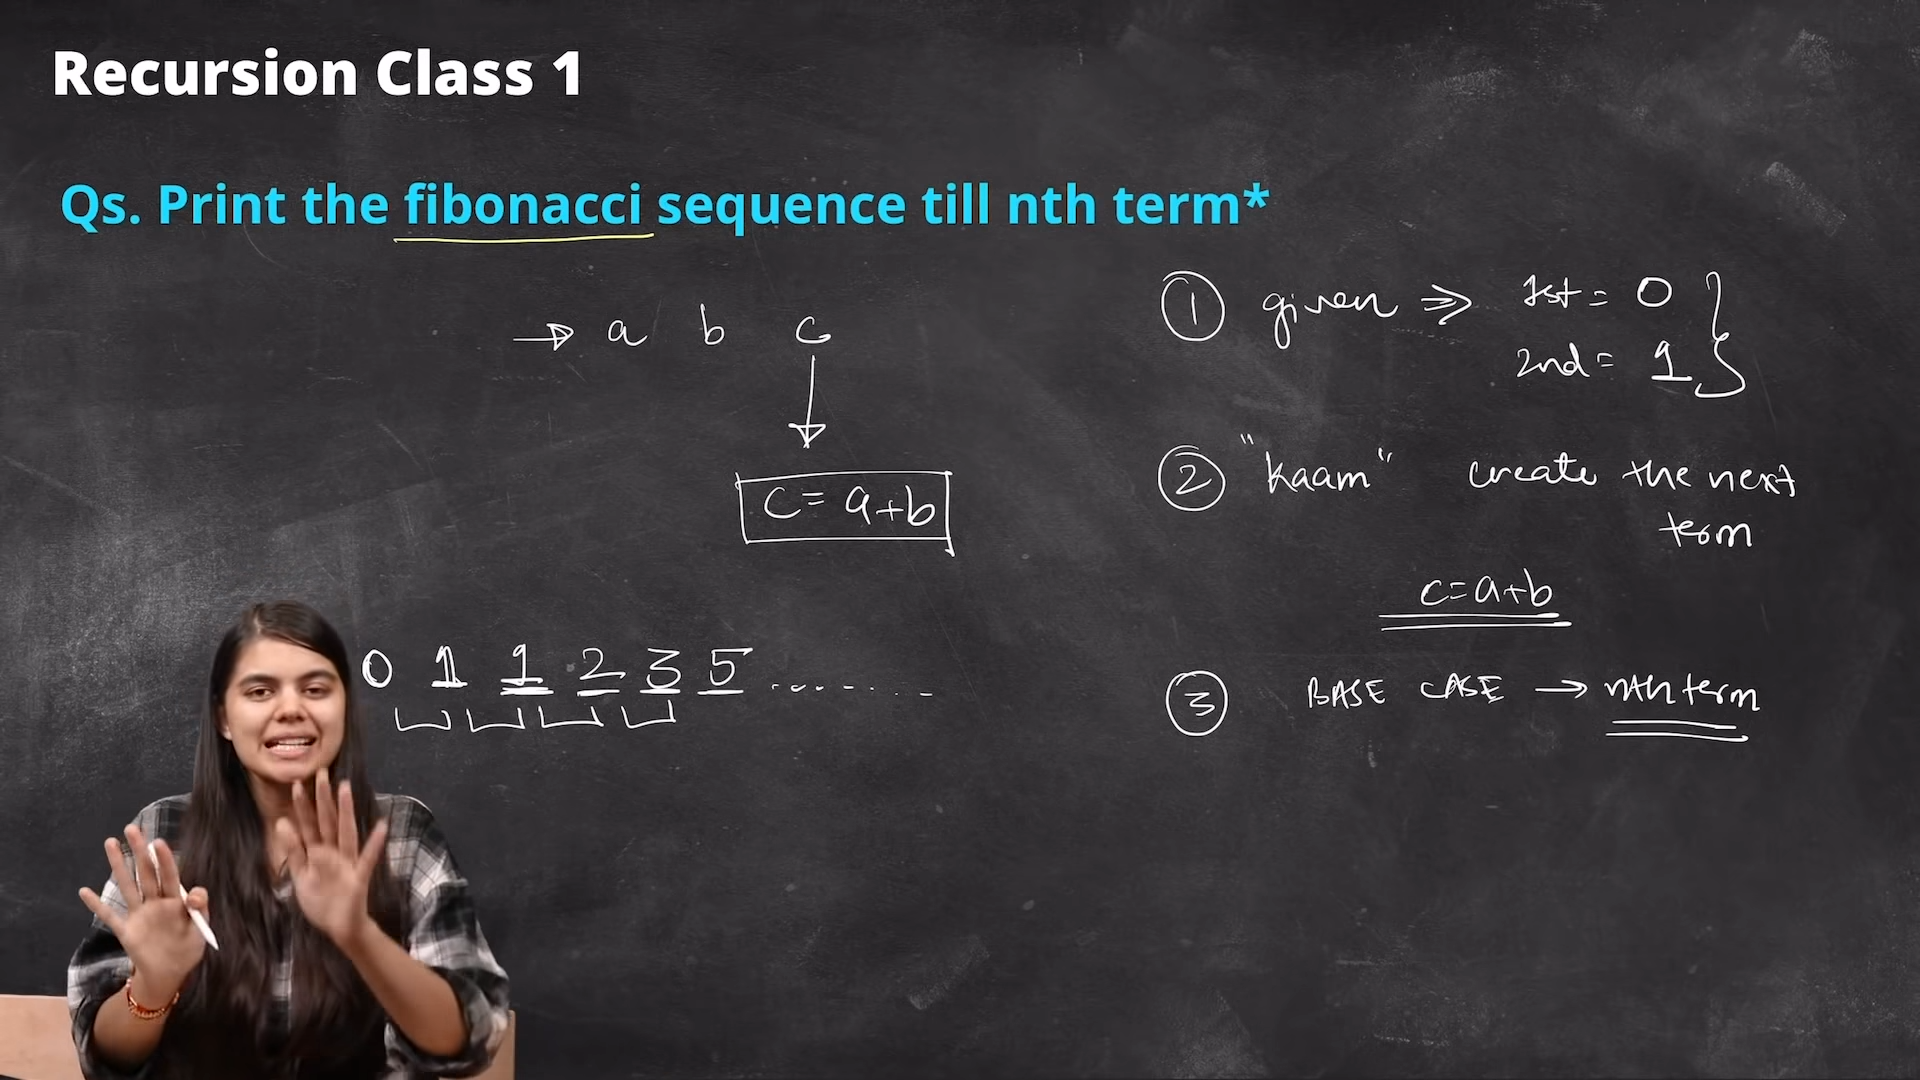 Recursion Class 1
Qs. Print the fibonacci sequence till nth term*
→ a b c
c = a+b
0 1 1 2 3 5 ........
① given ⇒ 1st = 0
2nd = 1
② "kaam" create the next
term
c=a+b
③ BASE CASE → nth term